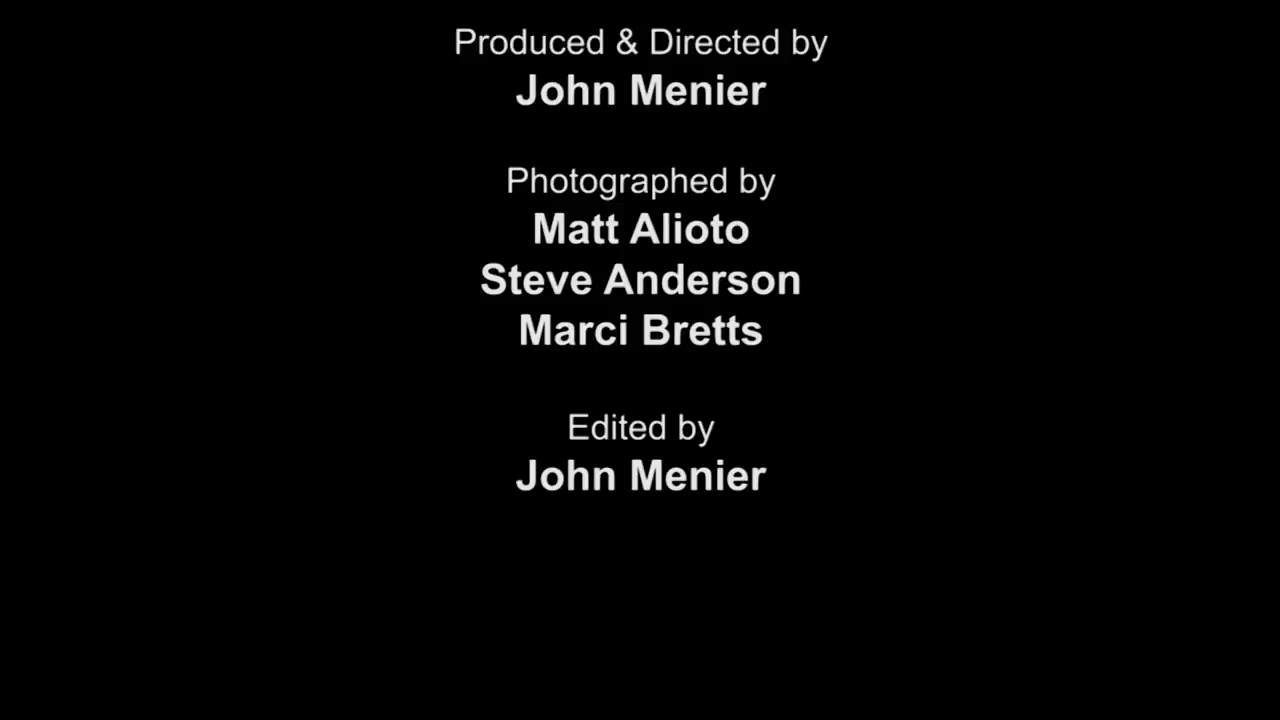 Produced & Directed by
John Menier
Photographed by
Matt Alioto
Steve Anderson
Marci Bretts
Edited by
John Menier